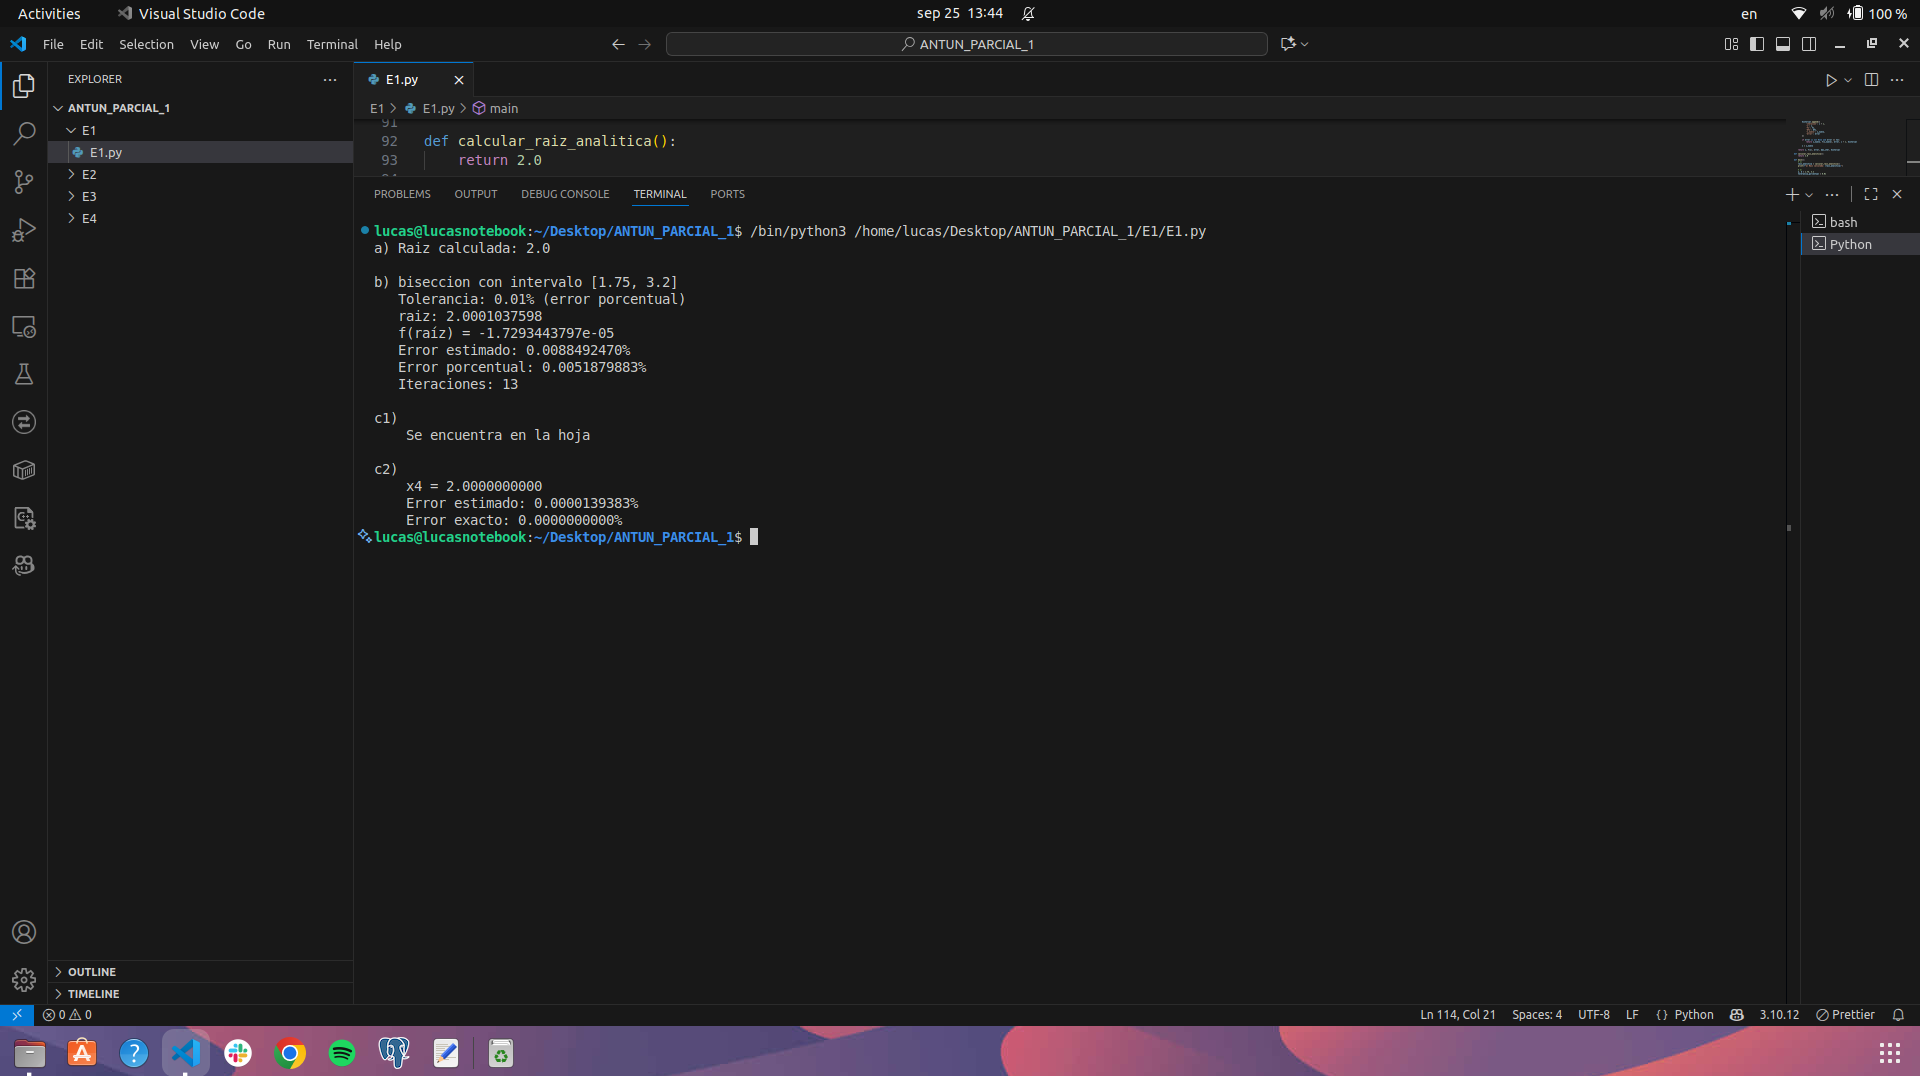 Activities
Visual Studio Code
sep 25 13:44
en
100 %
File Edit Selection View Go Run Terminal Help
ANTUN_PARCIAL_1
EXPLORER
E1.py
ANTUN_PARCIAL_1
E1
E1.py
E2
E3
E4
E1 > E1.py > main
91
92 def calcular_raiz_analitica():
93 return 2.0
PROBLEMS OUTPUT DEBUG CONSOLE TERMINAL PORTS
bash
Python
lucas@lucasnotebook:~/Desktop/ANTUN_PARCIAL_1$ /bin/python3 /home/lucas/Desktop/ANTUN_PARCIAL_1/E1/E1.py
a) Raiz calculada: 2.0
b) biseccion con intervalo [1.75, 3.2]
Tolerancia: 0.01% (error porcentual)
raiz: 2.0001037598
f(raíz) = -1.7293443797e-05
Error estimado: 0.0088492470%
Error porcentual: 0.0051879883%
Iteraciones: 13
c1)
Se encuentra en la hoja
c2)
x4 = 2.0000000000
Error estimado: 0.0000139383%
Error exacto: 0.0000000000%
lucas@lucasnotebook:~/Desktop/ANTUN_PARCIAL_1$
OUTLINE
TIMELINE
0 0
Ln 114, Col 21 Spaces: 4 UTF-8 LF {} Python 3.10.12 Prettier